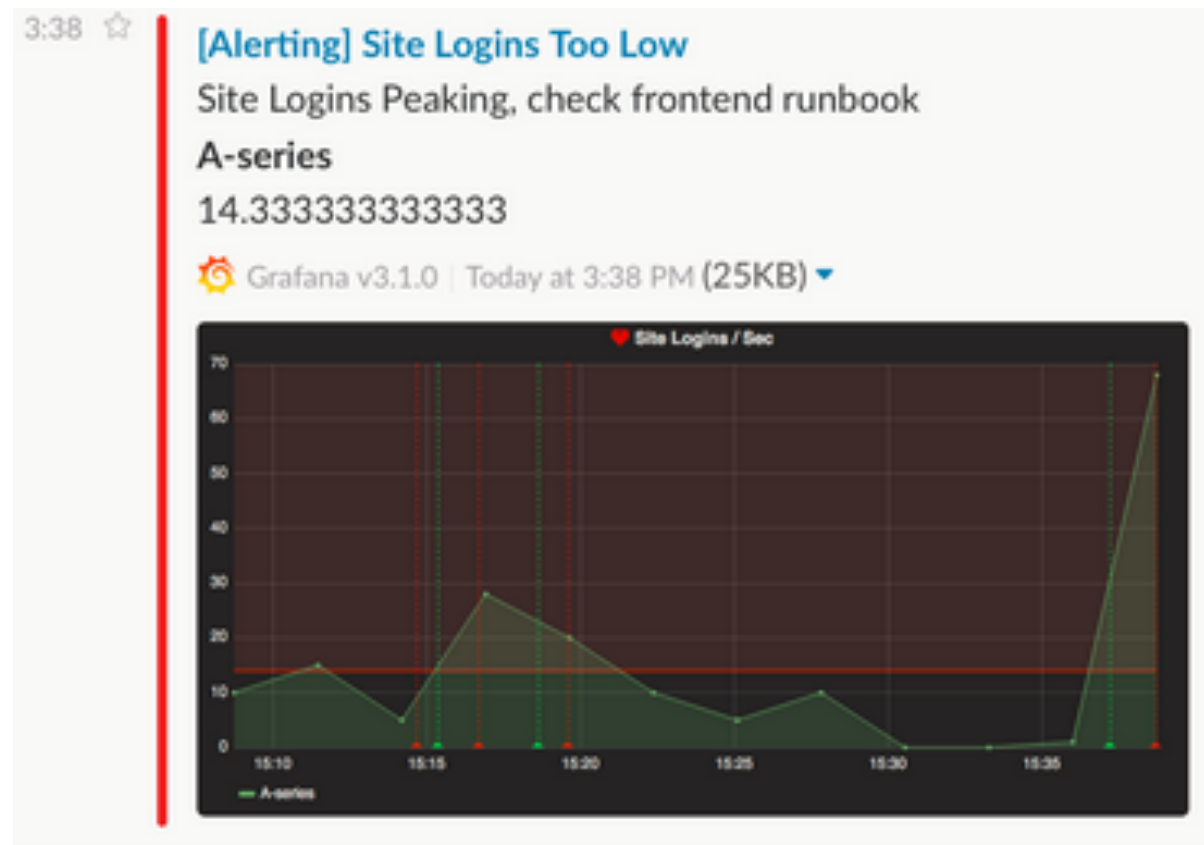 3:38
[Alerting] Site Logins Too Low
Site Logins Peaking, check frontend runbook
A-series
14.333333333333
Grafana v3.1.0 | Today at 3:38 PM (25KB)
Site Logins / Sec
70
60
50
40
30
20
10
0
15:10 15:15 15:20 15:25 15:30 15:35
A-series